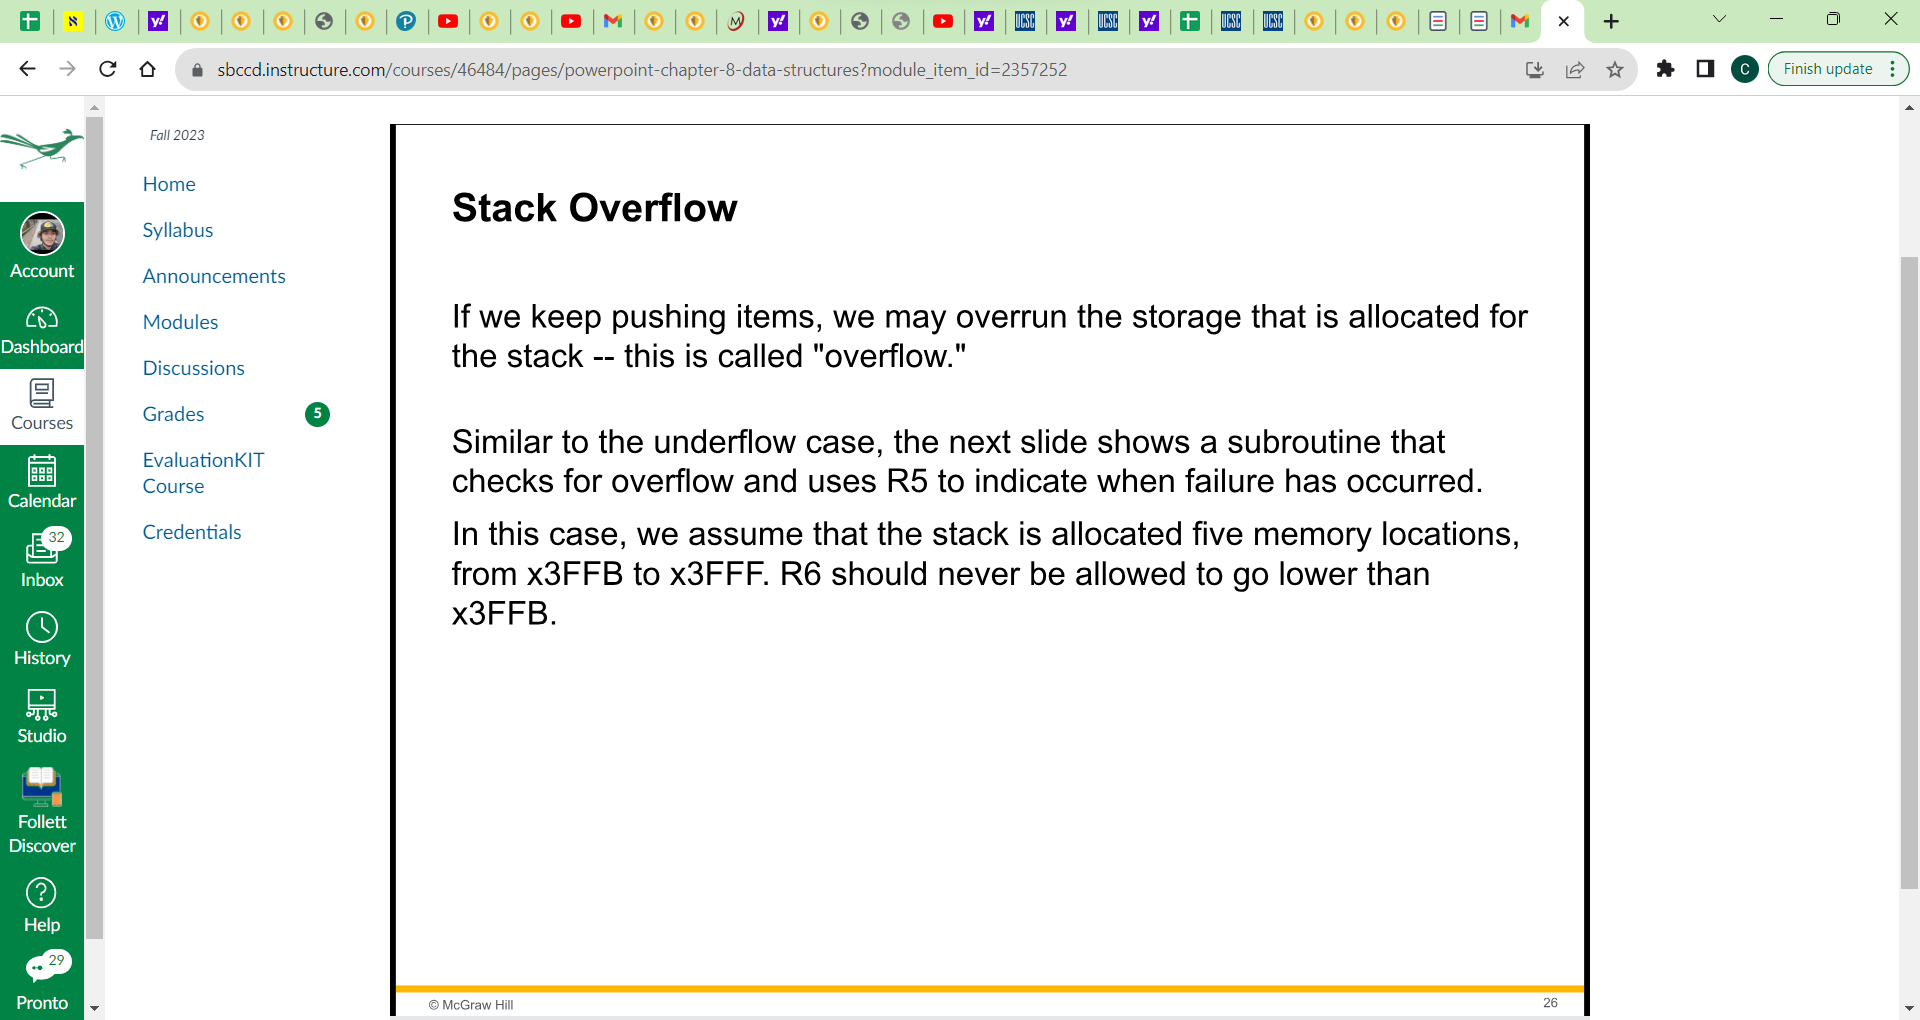 Finish update
sbccd.instructure.com/courses/46484/pages/powerpoint-chapter-8-data-structures?module_item_id=2357252
C
Account
Dashboard
Courses
Calendar
32
Inbox
History
Studio
Follett
Discover
Help
29
Pronto
Fall 2023
Home
Syllabus
Announcements
Modules
Discussions
Grades
5
EvaluationKIT
Course
Credentials
Stack Overflow
If we keep pushing items, we may overrun the storage that is allocated for
the stack -- this is called "overflow."
Similar to the underflow case, the next slide shows a subroutine that
checks for overflow and uses R5 to indicate when failure has occurred.
In this case, we assume that the stack is allocated five memory locations,
from x3FFB to x3FFF. R6 should never be allowed to go lower than
x3FFB.
© McGraw Hill
26